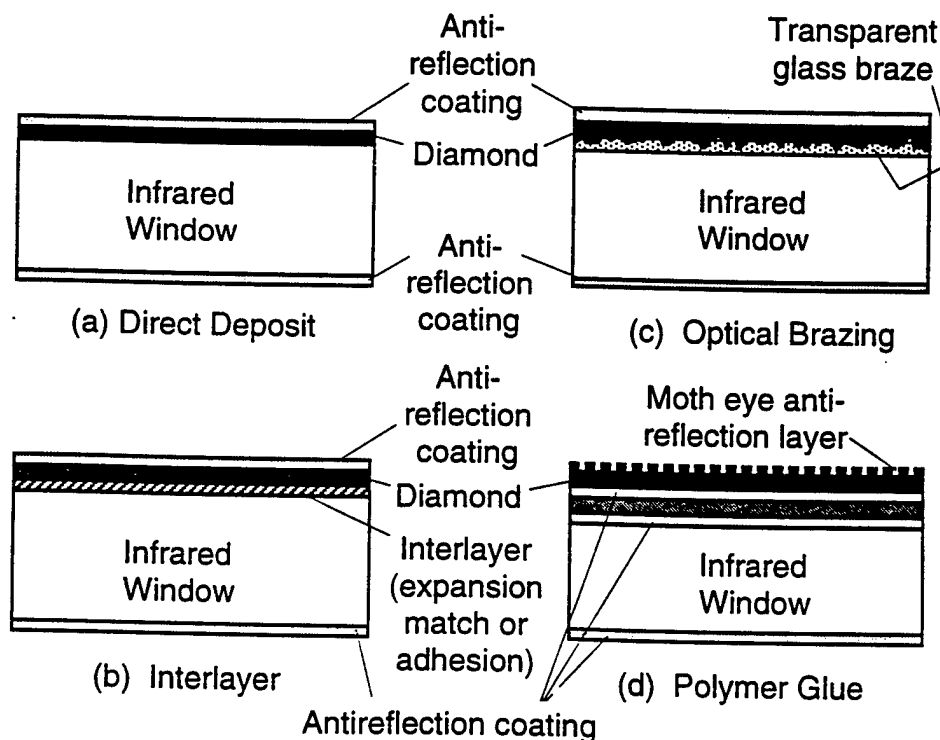 Anti-
reflection
coating
Transparent
glass braze
Diamond
Infrared
Window
Infrared
Window
Anti-
reflection
coating
(a) Direct Deposit
(c) Optical Brazing
Anti-
reflection
coating
Moth eye anti-
reflection layer
Diamond
Infrared
Window
Interlayer
(expansion
match or
adhesion)
Infrared
Window
(b) Interlayer
(d) Polymer Glue
Antireflection coating